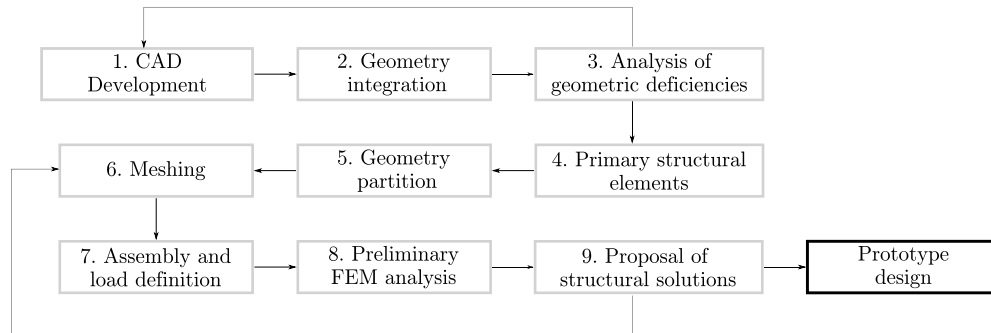 1. CAD
Development
2. Geometry
integration
3. Analysis of
geometric deficiencies
6. Meshing
5. Geometry
partition
4. Primary structural
elements
7. Assembly and
load definition
8. Preliminary
FEM analysis
9. Proposal of
structural solutions
Prototype
design